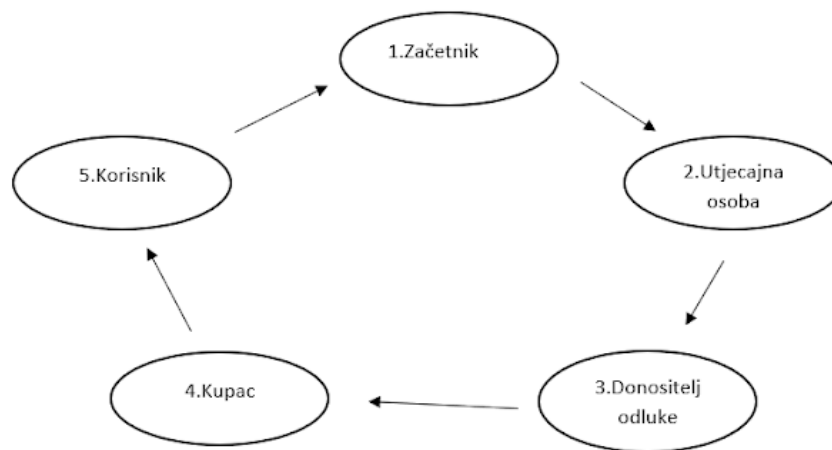 1.Začetnik
2.Utjecajna
osoba
3.Donositelj
odluke
4.Kupac
5.Korisnik